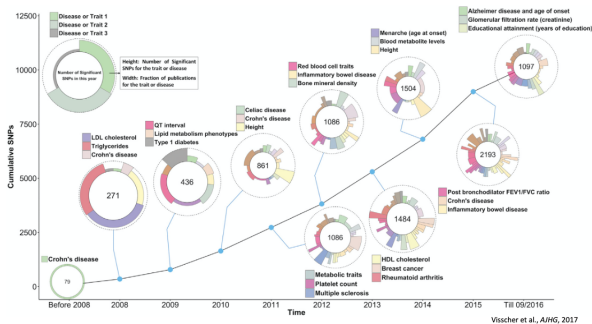 Disease or Trait 1
Disease or Trait 2
Disease or Trait 3
Number of Significant
SNPs in this year
Height: Number of Significant
SNPs for the trait or disease
Width: Fraction of publications
for the trait or disease
Alzheimer disease and age of onset
Glomerular filtration rate (creatinine)
Educational attainment (years of education)
Menarche (age at onset)
Blood metabolite levels
Height
Red blood cell traits
Inflammatory bowel disease
Bone mineral density
Celiac disease
Crohn's disease
Height
QT interval
Lipid metabolism phenotypes
Type 1 diabetes
LDL cholesterol
Triglycerides
Crohn's disease
Crohn's disease
1097
1504
1086
861
436
271
79
2193
1484
1086
Post bronchodilator FEV1/FVC ratio
Crohn's disease
Inflammatory bowel disease
HDL cholesterol
Breast cancer
Rheumatoid arthritis
Metabolic traits
Platelet count
Multiple sclerosis
Cumulative SNPs
12500
10000
7500
5000
2500
0
Before 2008 2008 2009 2010 2011 2012 2013 2014 2015 Till 09/2016
Time
Visscher et al., AJHG, 2017